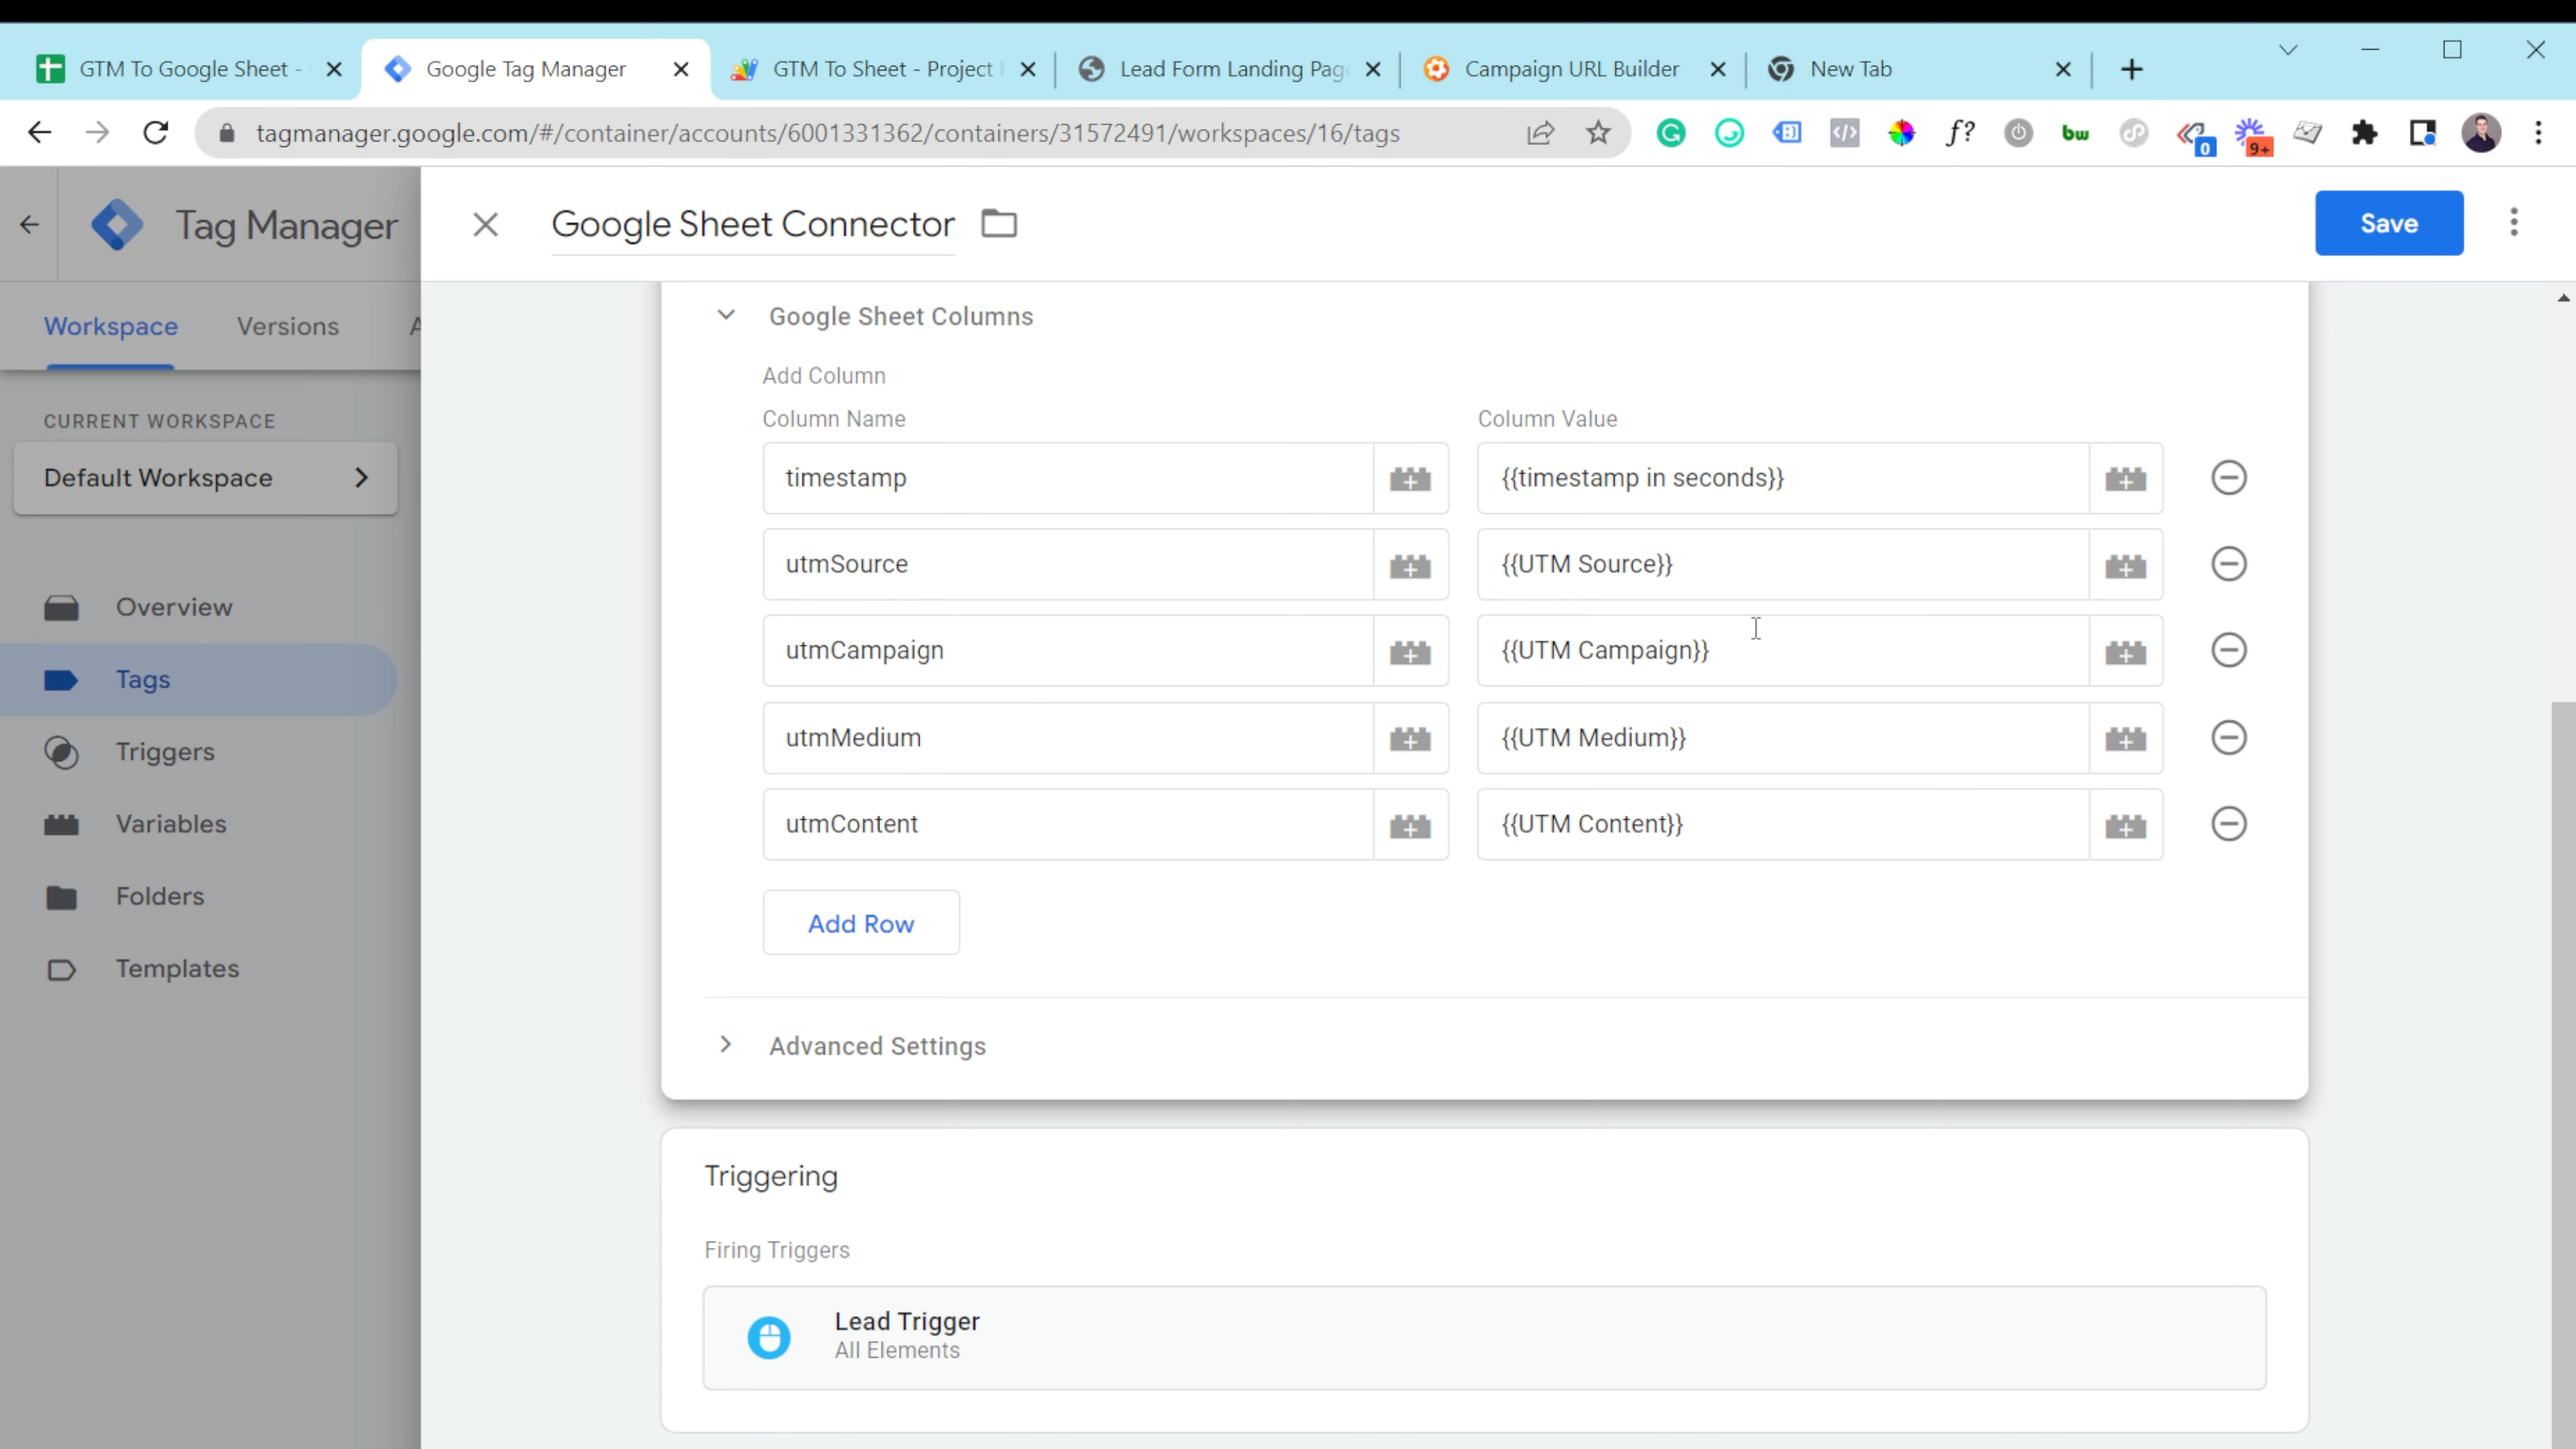 GTM To Google Sheet -
Google Tag Manager
GTM To Sheet - Project
Lead Form Landing Page
Campaign URL Builder
New Tab
tagmanager.google.com/#/container/accounts/6001331362/containers/31572491/workspaces/16/tags
f?
bw
0
9+
Tag Manager
Google Sheet Connector
Save
Workspace
Versions
A
CURRENT WORKSPACE
Default Workspace
Overview
Tags
Triggers
Variables
Folders
Templates
Google Sheet Columns
Add Column
Column Name
Column Value
timestamp
{{timestamp in seconds}}
utmSource
{{UTM Source}}
utmCampaign
{{UTM Campaign}}
utmMedium
{{UTM Medium}}
utmContent
{{UTM Content}}
Add Row
Advanced Settings
Triggering
Firing Triggers
Lead Trigger
All Elements